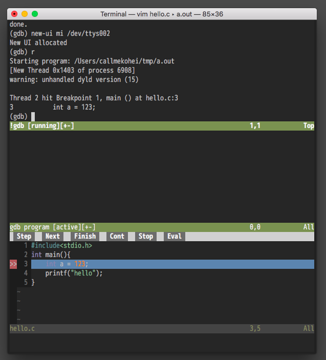 Terminal — vim hello.c • a.out — 85×36
done.
(gdb) new-ui mi /dev/ttys002
New UI allocated
(gdb) r
Starting program: /Users/callmekohei/tmp/a.out
[New Thread 0x1403 of process 6908]
warning: unhandled dyld version (15)
Thread 2 hit Breakpoint 1, main () at hello.c:3
3 int a = 123;
(gdb)
!gdb [running][+-] 1,1 Top
gdb program [active][+-] 0,0 All
Step Next Finish Cont Stop Eval
1 #include<stdio.h>
2 int main(){
>> 3 int a = 123;
4 printf("hello");
5 }
~
~
~
hello.c 3,5 All